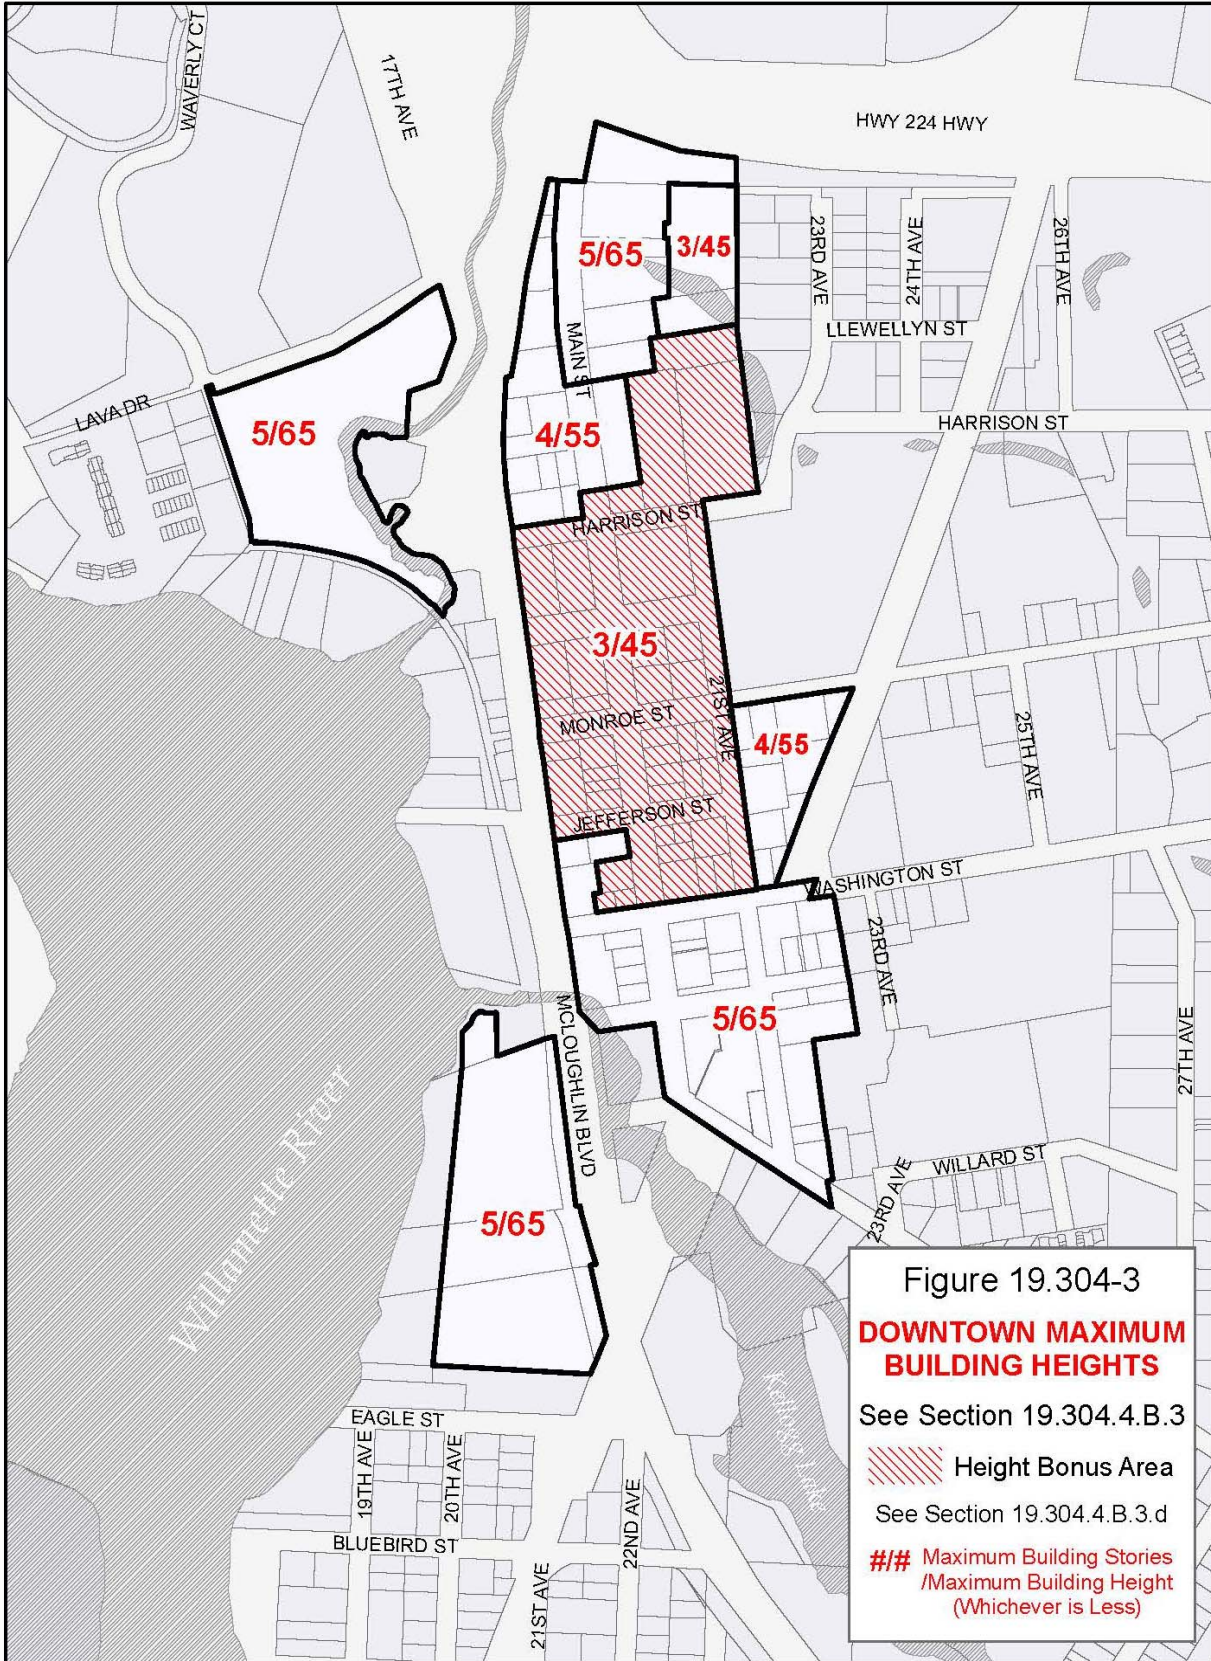 WAVERLY CT
17TH AVE
HWY 224 HWY
5/65
3/45
23RD AVE
24TH AVE
26TH AVE
LLEWELLYN ST
MAIN ST
LAVA DR
5/65
4/55
HARRISON ST
HARRISON ST
3/45
21ST AVE
MONROE ST
4/55
25TH AVE
JEFFERSON ST
WASHINGTON ST
23RD AVE
5/65
MCLOUGHLIN BLVD
27TH AVE
Willamette River
WILLARD ST
23RD AVE
5/65
Kellogg Lake
EAGLE ST
19TH AVE
20TH AVE
BLUEBIRD ST
22ND AVE
21ST AVE
Figure 19.304-3
DOWNTOWN MAXIMUM
BUILDING HEIGHTS
See Section 19.304.4.B.3
Height Bonus Area
See Section 19.304.4.B.3.d
#/# Maximum Building Stories
/Maximum Building Height
(Whichever is Less)